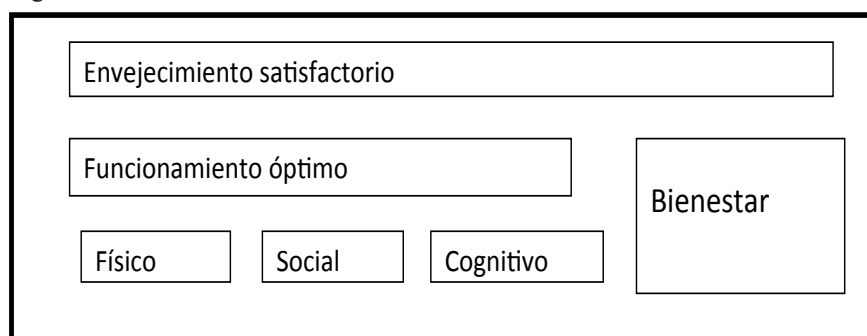 Envejecimiento satisfactorio
Funcionamiento óptimo
Bienestar
Físico
Social
Cognitivo